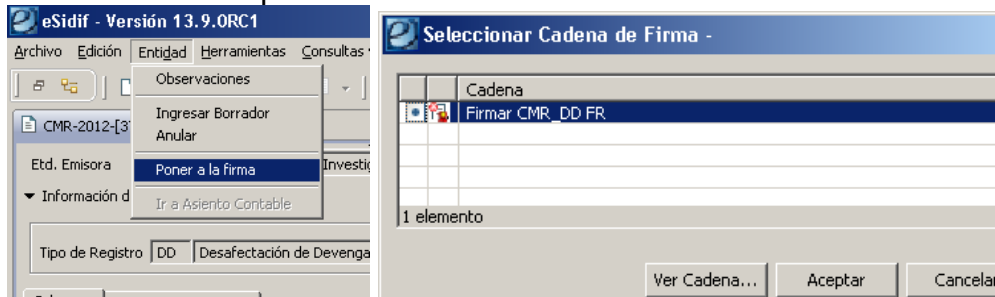 eSidif - Versión 13.9.0RC1
Archivo Edición Entidad Herramientas Consultas
Observaciones
Ingresar Borrador
Anular
Poner a la firma
Ir a Asiento Contable
CMR-2012-[3
Etd. Emisora Investig
Información d
Tipo de Registro DD Desafectación de Devenga
Seleccionar Cadena de Firma -
Cadena
Firmar CMR_DD FR
1 elemento
Ver Cadena... Aceptar Cancelar